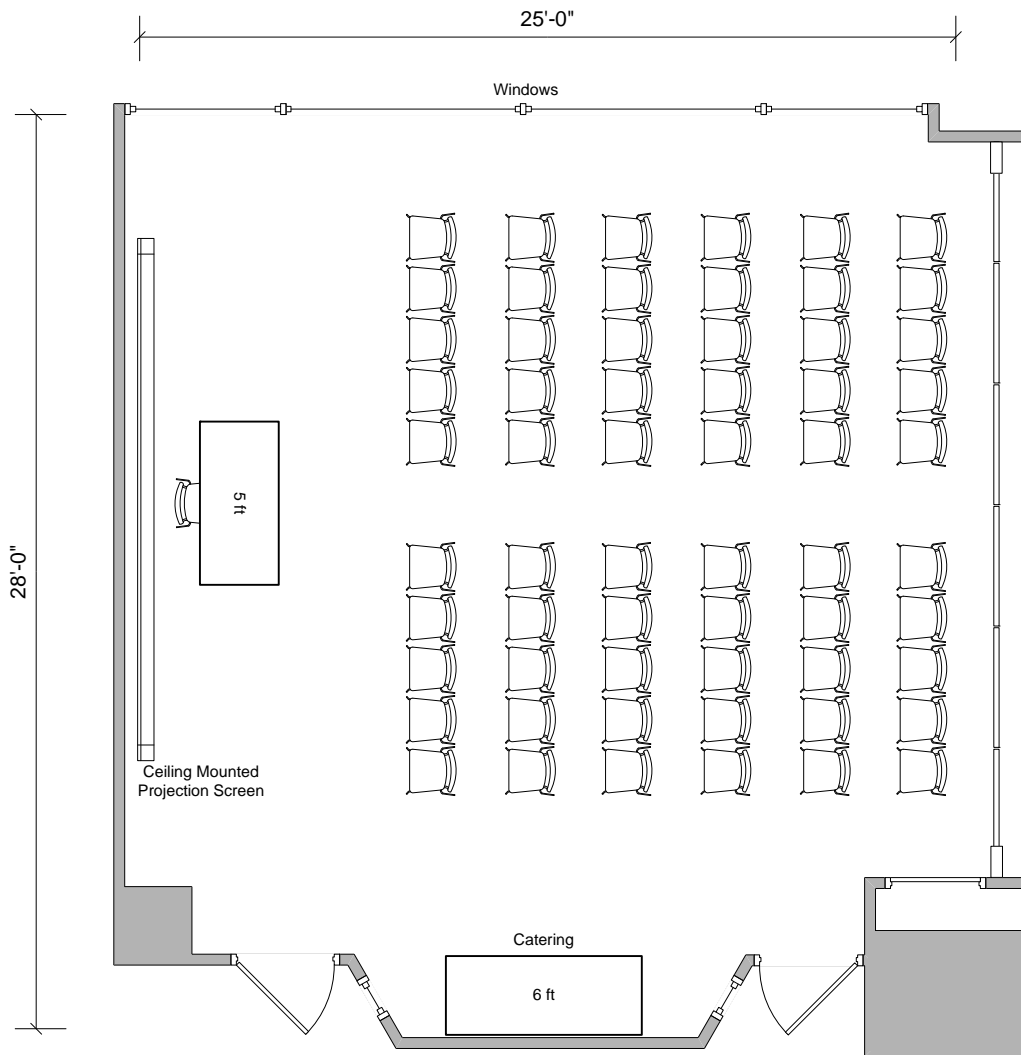 25'-0"
Windows
28'-0"
5 ft
Ceiling Mounted
Projection Screen
Catering
6 ft